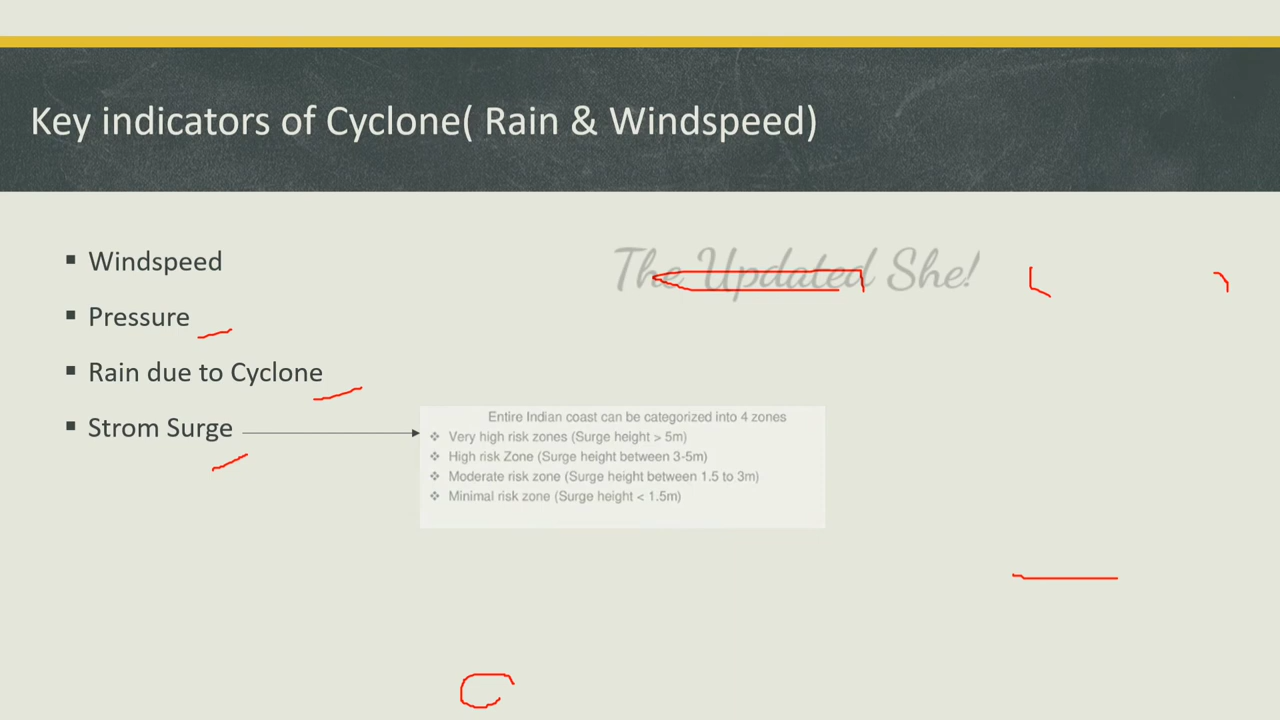 Key indicators of Cyclone( Rain & Windspeed)
The Updated She!
▪ Windspeed
▪ Pressure
▪ Rain due to Cyclone
▪ Strom Surge
Entire Indian coast can be categorized into 4 zones
❖ Very high risk zones (Surge height > 5m)
❖ High risk Zone (Surge height between 3-5m)
❖ Moderate risk zone (Surge height between 1.5 to 3m)
❖ Minimal risk zone (Surge height < 1.5m)